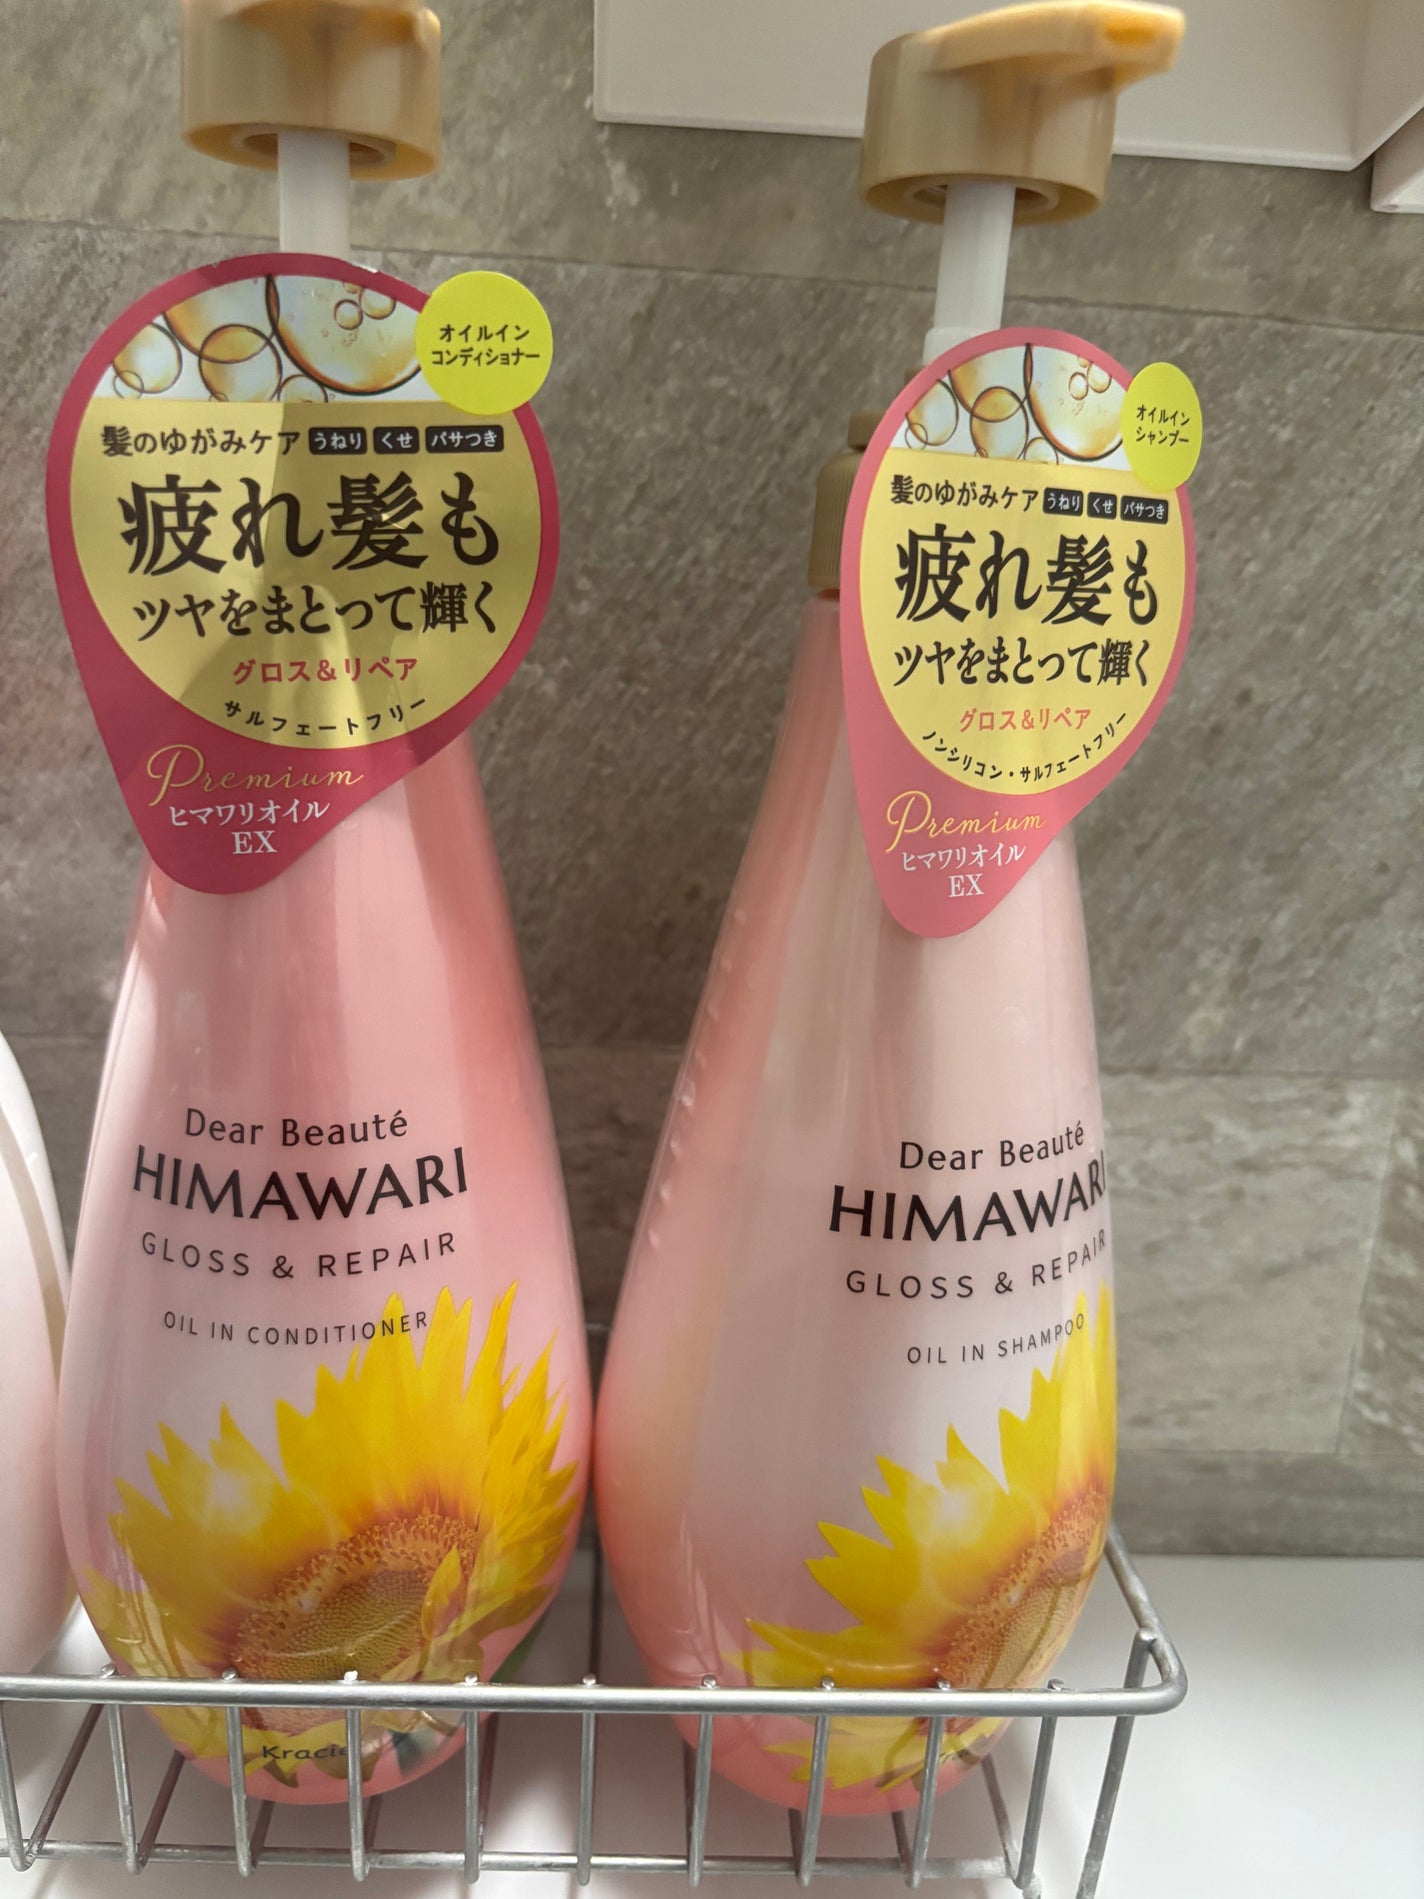 オイルイン
コンディショナー
髪のゆがみケア うねり くせ パサつき
疲れ髪も
ツヤをまとって輝く
グロス&リペア
サルフェートフリー
Premium
ヒマワリオイル
EX
Dear Beauté
HIMAWARI
GLOSS & REPAIR
OIL IN CONDITIONER
Kracie
オイルイン
シャンプー
髪のゆがみケア うねり くせ パサつき
疲れ髪も
ツヤをまとって輝く
グロス&リペア
ノンシリコン・サルフェートフリー
Premium
ヒマワリオイル
EX
Dear Beauté
HIMAWARI
GLOSS & REPAIR
OIL IN SHAMPOO